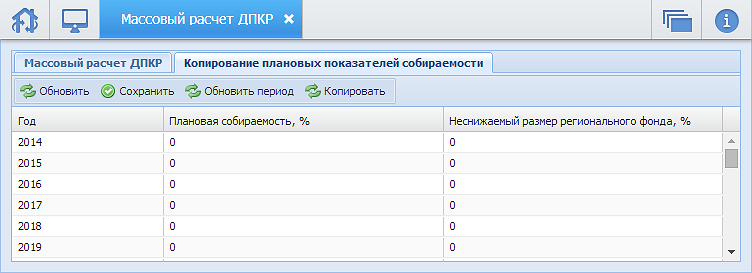 Массовый расчет ДПКР
Массовый расчет ДПКР Копирование плановых показателей собираемости
Обновить Сохранить Обновить период Копировать
Год Плановая собираемость, % Неснижаемый размер регионального фонда, %
2014 0 0
2015 0 0
2016 0 0
2017 0 0
2018 0 0
2019 0 0